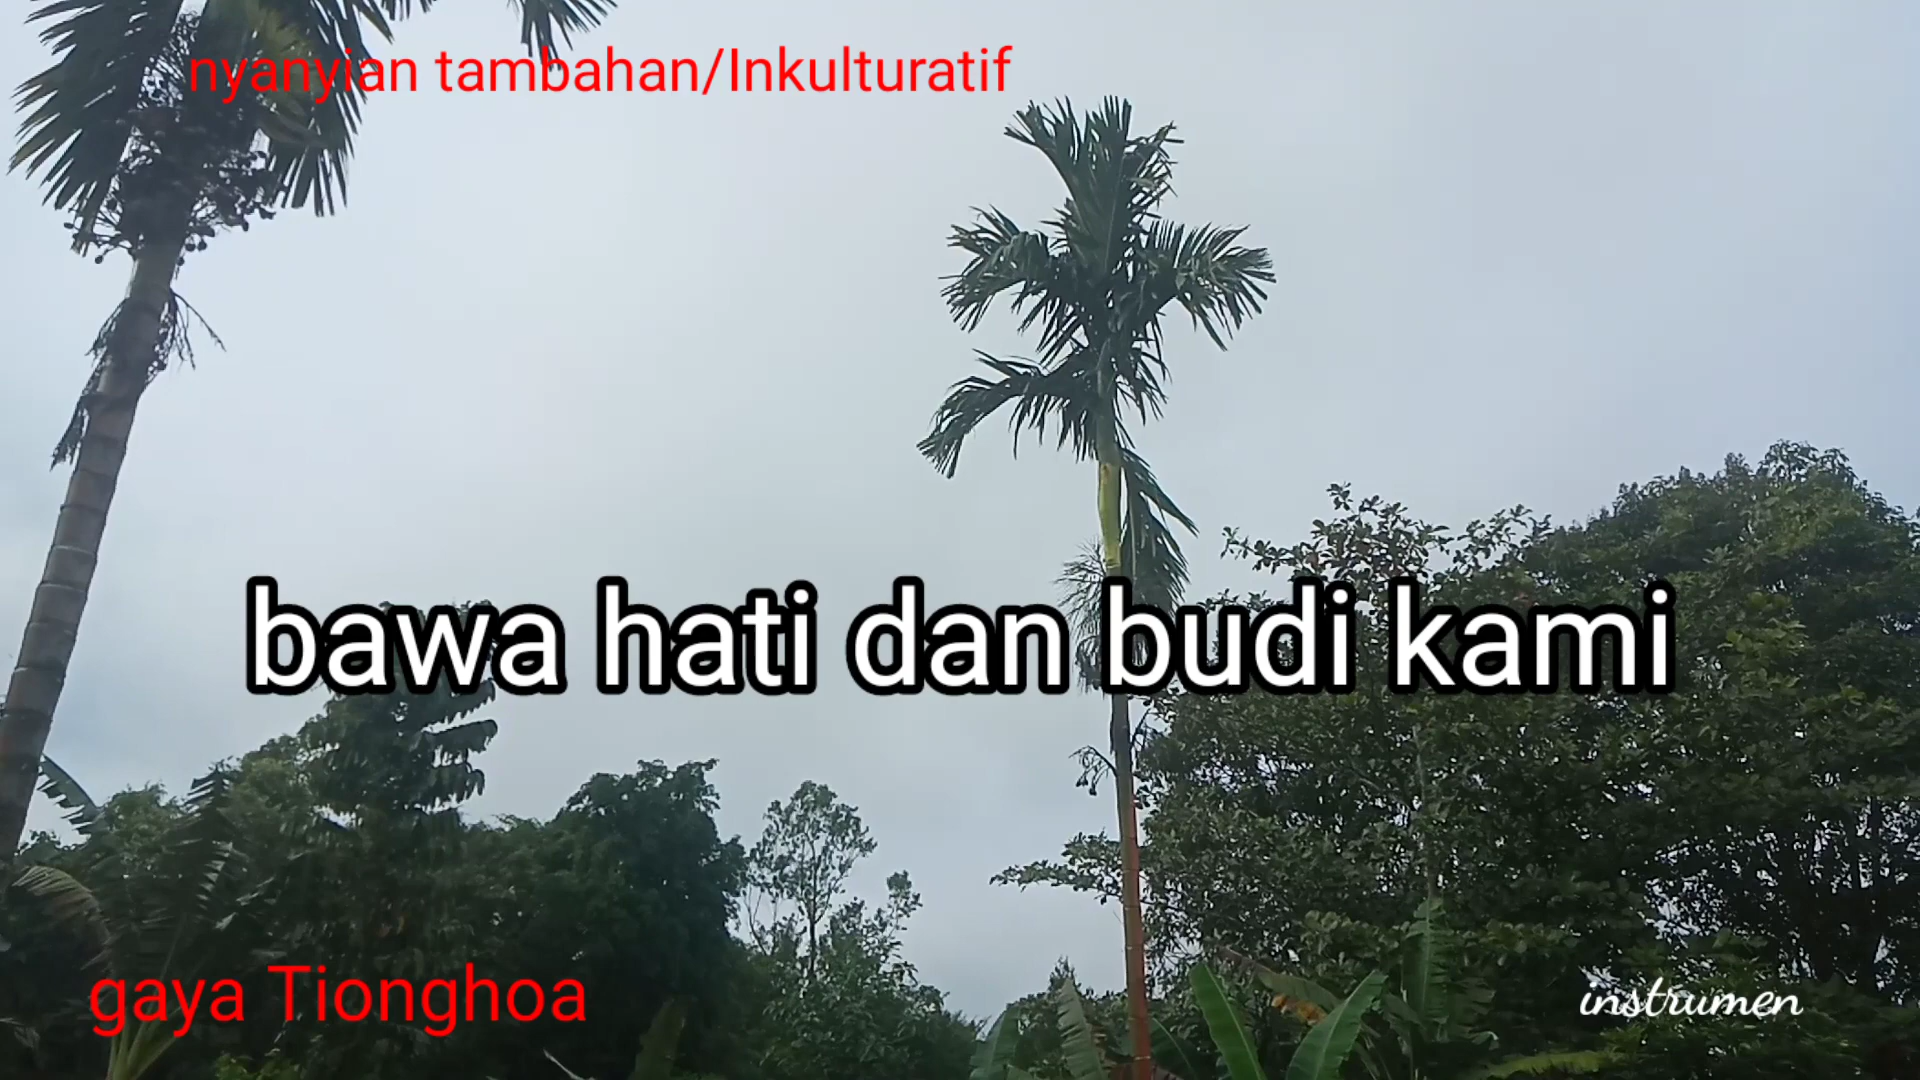 nyanyian tambahan/Inkulturatif
bawa hati dan budi kami
gaya Tionghoa
instrumen